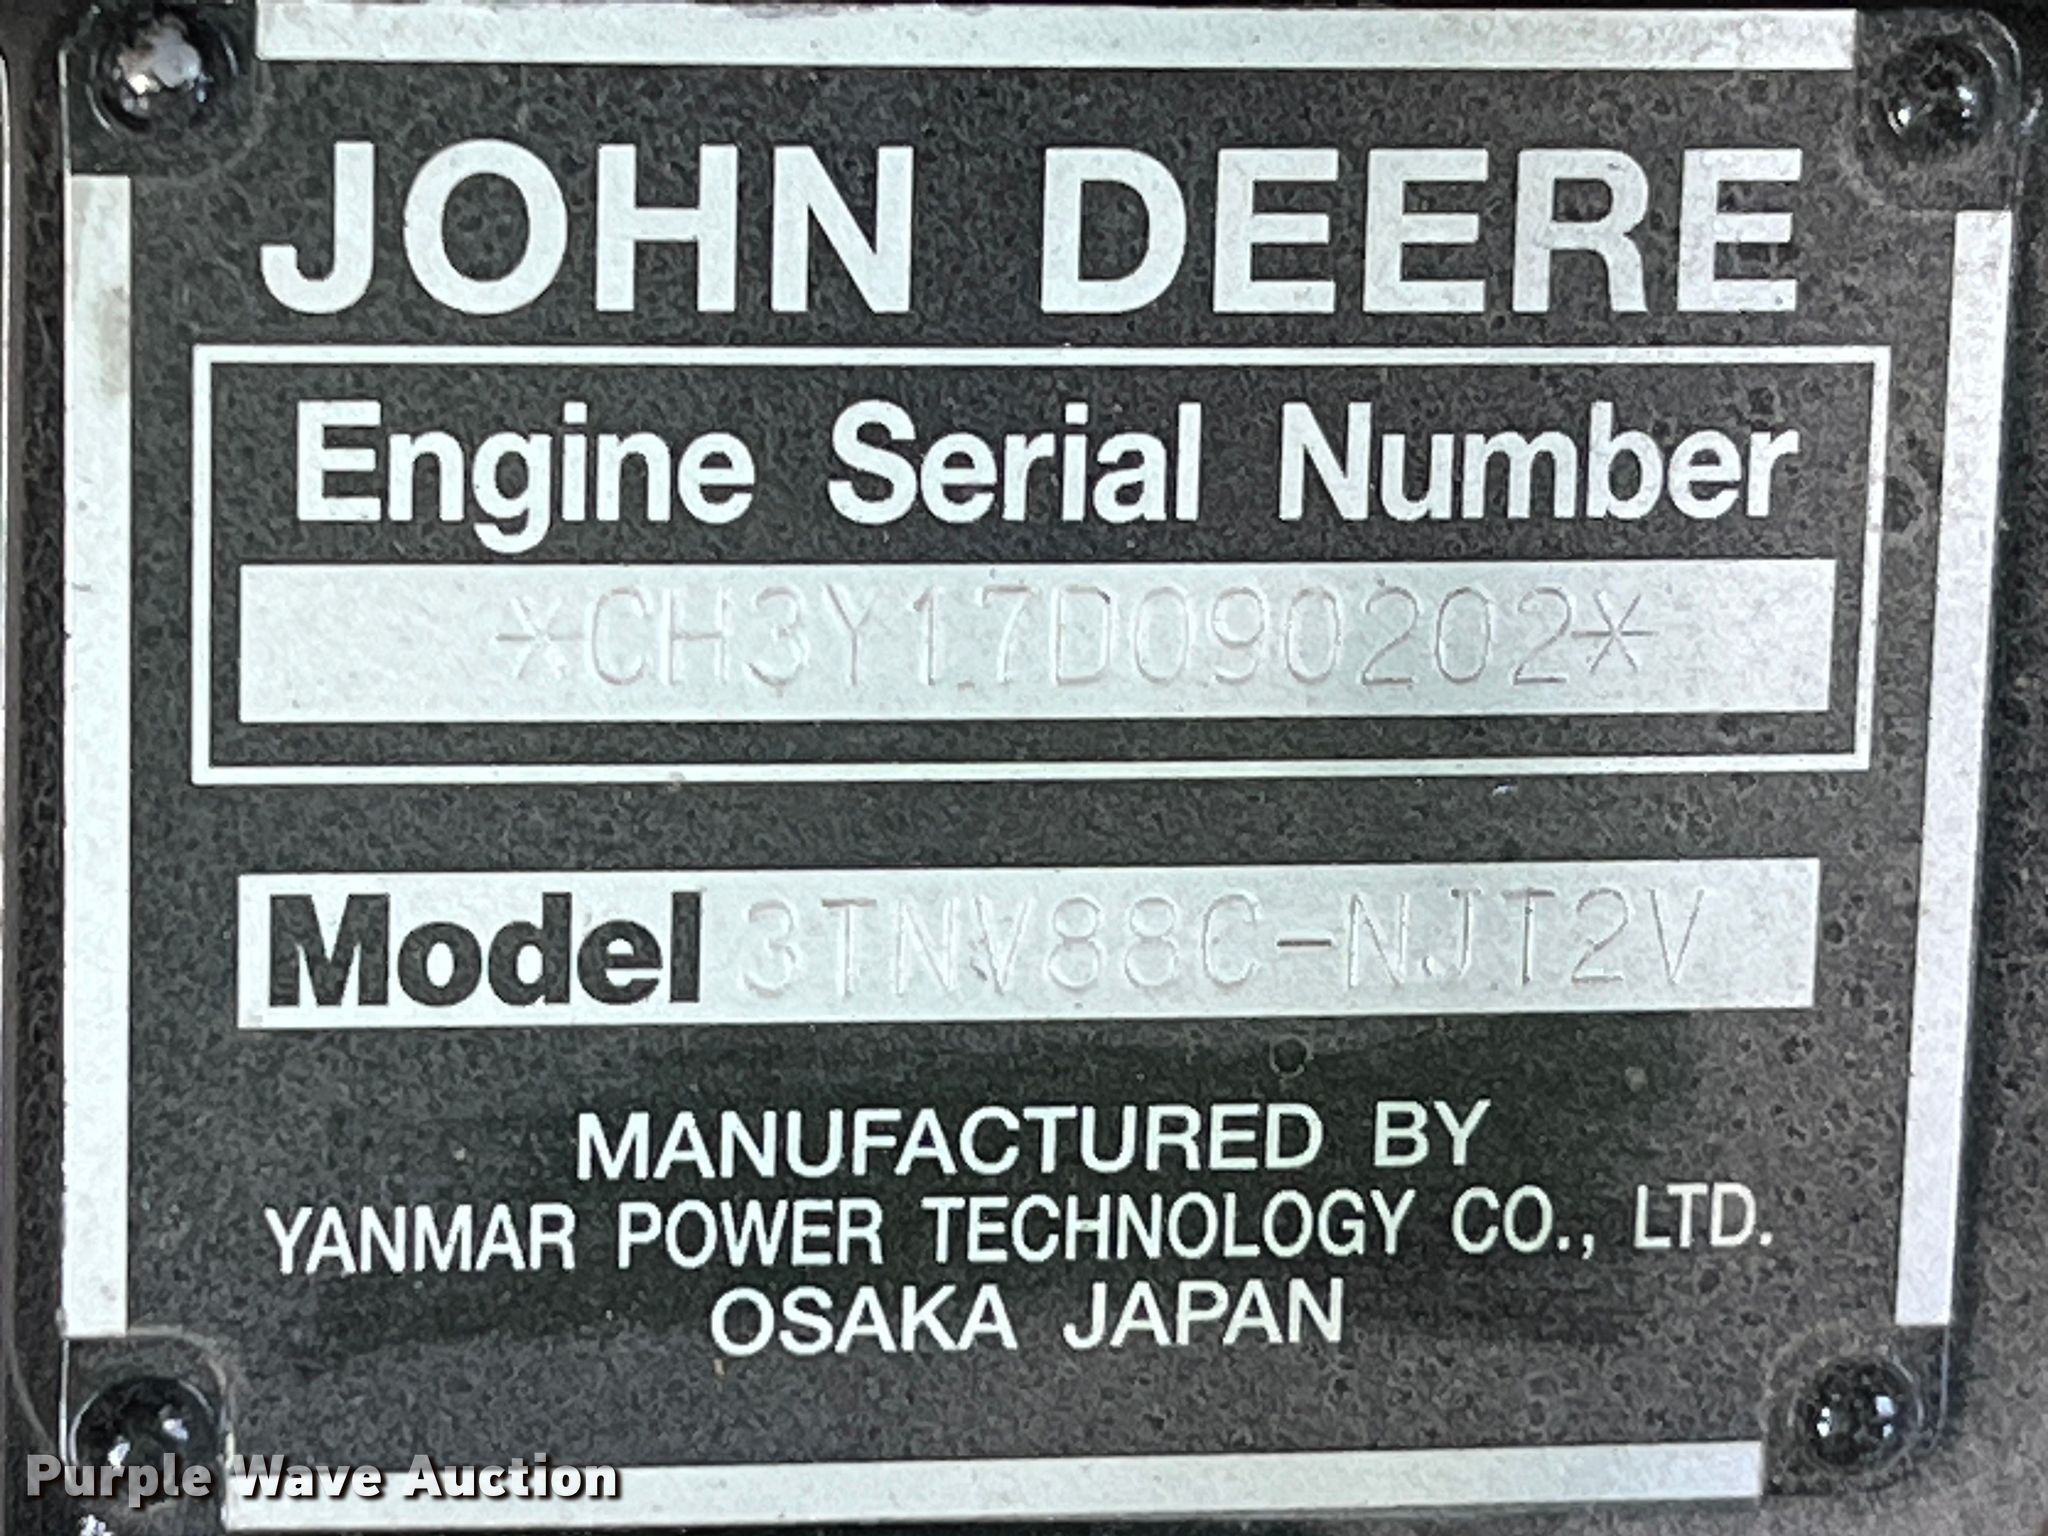 JOHN DEERE
Engine Serial Number
*CH3Y17D090202*
Model 3TNV88C-NJT2V
MANUFACTURED BY
YANMAR POWER TECHNOLOGY CO., LTD.
OSAKA JAPAN
Purple Wave Auction